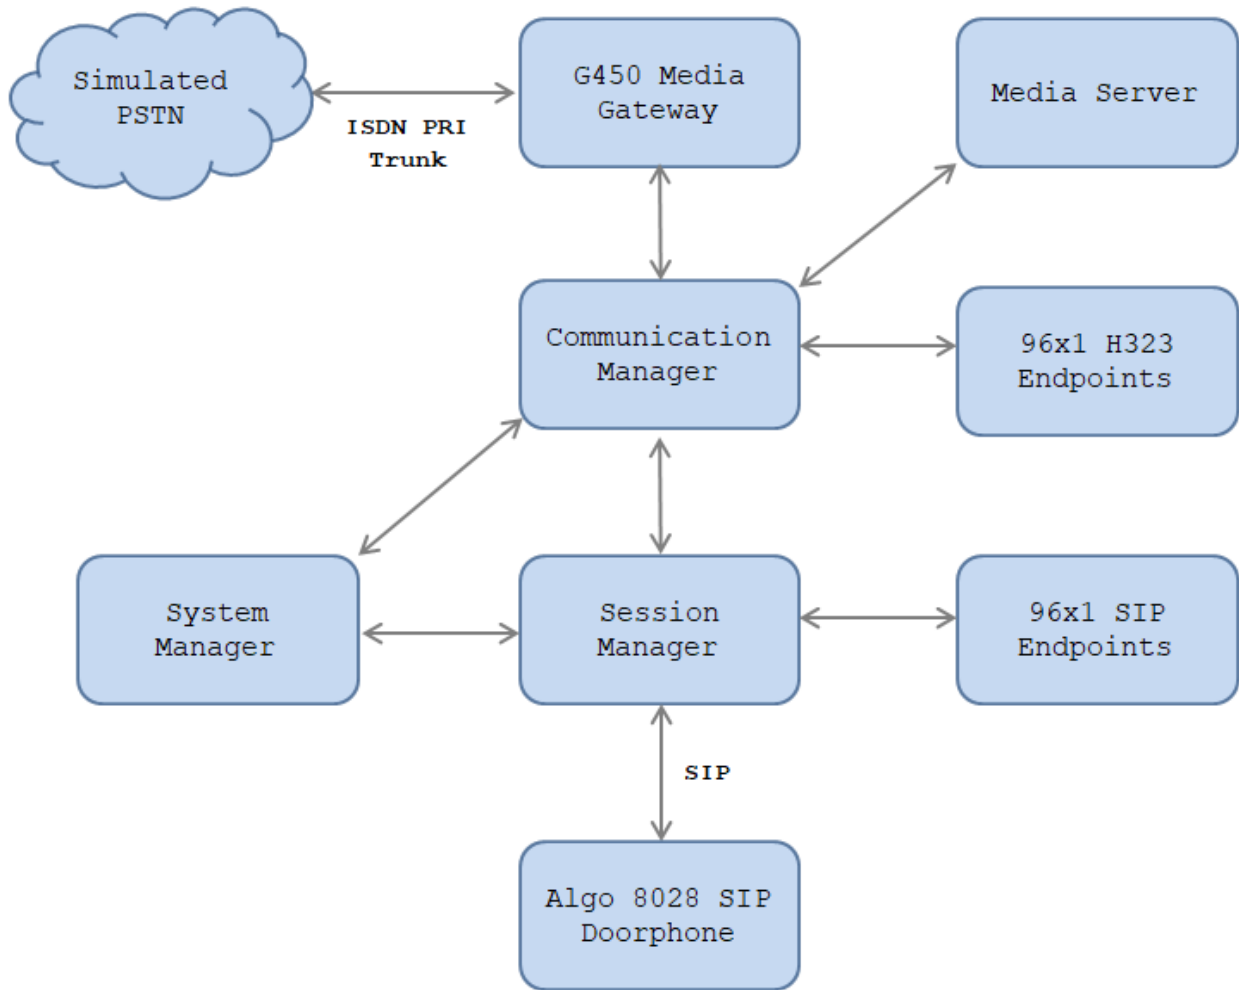 Simulated
PSTN
ISDN PRI
Trunk
G450 Media
Gateway
Media Server
Communication
Manager
96x1 H323
Endpoints
System
Manager
Session
Manager
96x1 SIP
Endpoints
SIP
Algo 8028 SIP
Doorphone